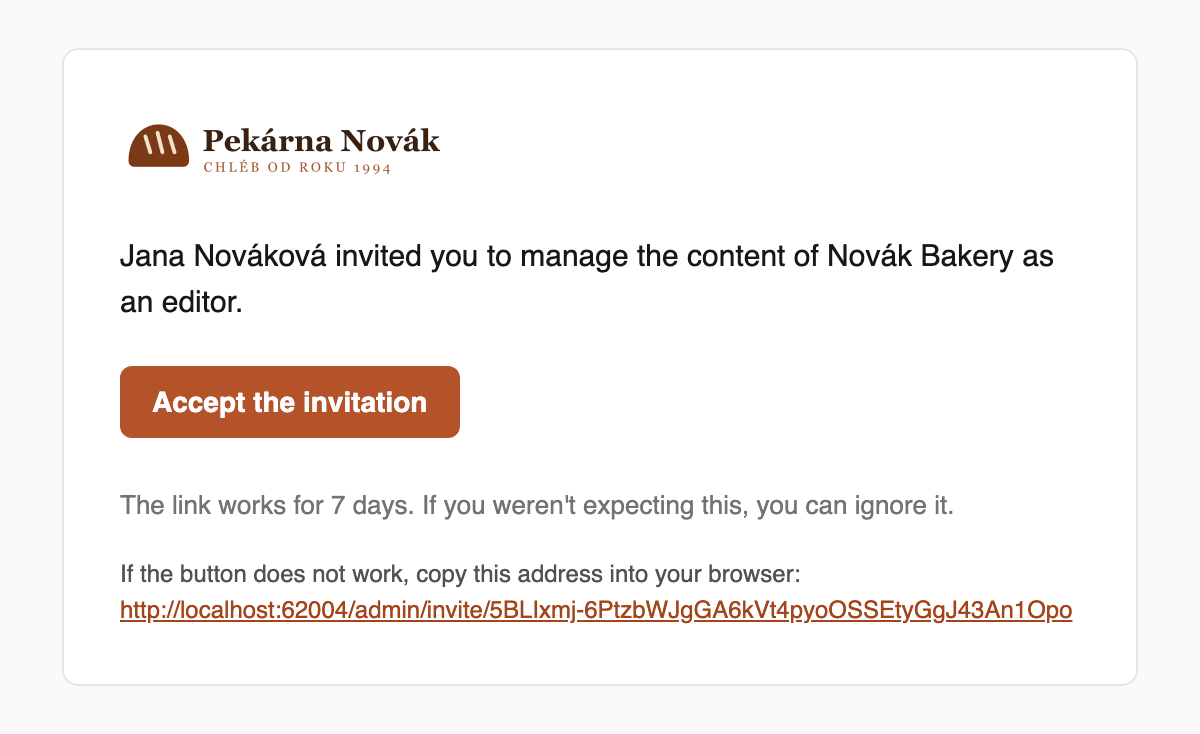 Pekárna Novák
CHLÉB OD ROKU 1994
Jana Nováková invited you to manage the content of Novák Bakery as
an editor.
Accept the invitation
The link works for 7 days. If you weren't expecting this, you can ignore it.
If the button does not work, copy this address into your browser:
http://localhost:62004/admin/invite/5BLIxmj-6PtzbWJgGA6kVt4pyoOSSEtyGgJ43An1Opo